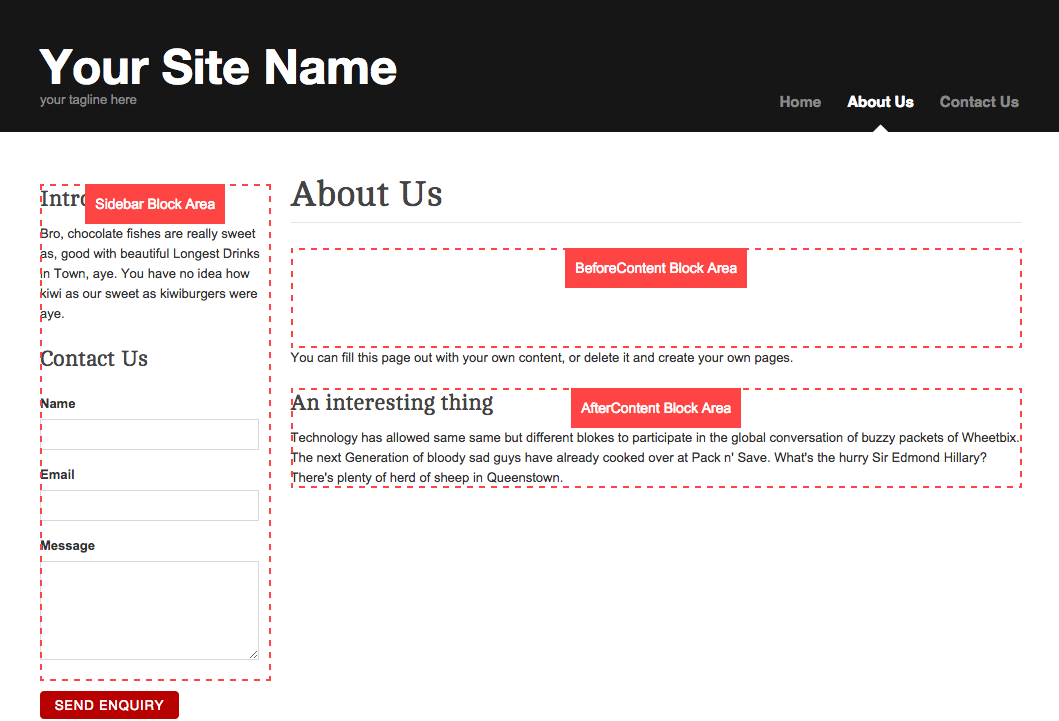 Your Site Name
your tagline here
Home About Us Contact Us
Intro
Sidebar Block Area
Bro, chocolate fishes are really sweet
as, good with beautiful Longest Drinks
in Town, aye. You have no idea how
kiwi as our sweet as kiwiburgers were
aye.
Contact Us
Name
Email
Message
SEND ENQUIRY
About Us
BeforeContent Block Area
You can fill this page out with your own content, or delete it and create your own pages.
An interesting thing
AfterContent Block Area
Technology has allowed same same but different blokes to participate in the global conversation of buzzy packets of Wheetbix.
The next Generation of bloody sad guys have already cooked over at Pack n' Save. What's the hurry Sir Edmond Hillary?
There's plenty of herd of sheep in Queenstown.